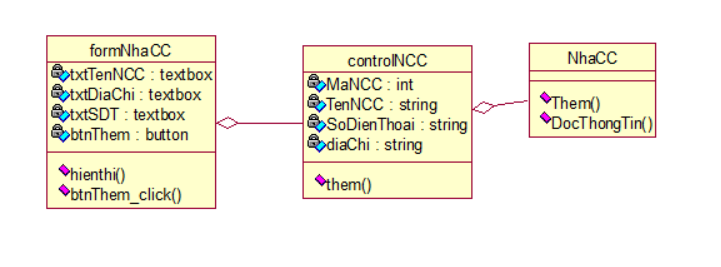 formNhaCC
txtTenNCC : textbox
txtDiaChi : textbox
txtSDT : textbox
btnThem : button
hienthi()
btnThem_click()
controlNCC
MaNCC : int
TenNCC : string
SoDienThoai : string
diaChi : string
them()
NhaCC
Them()
DocThongTin()